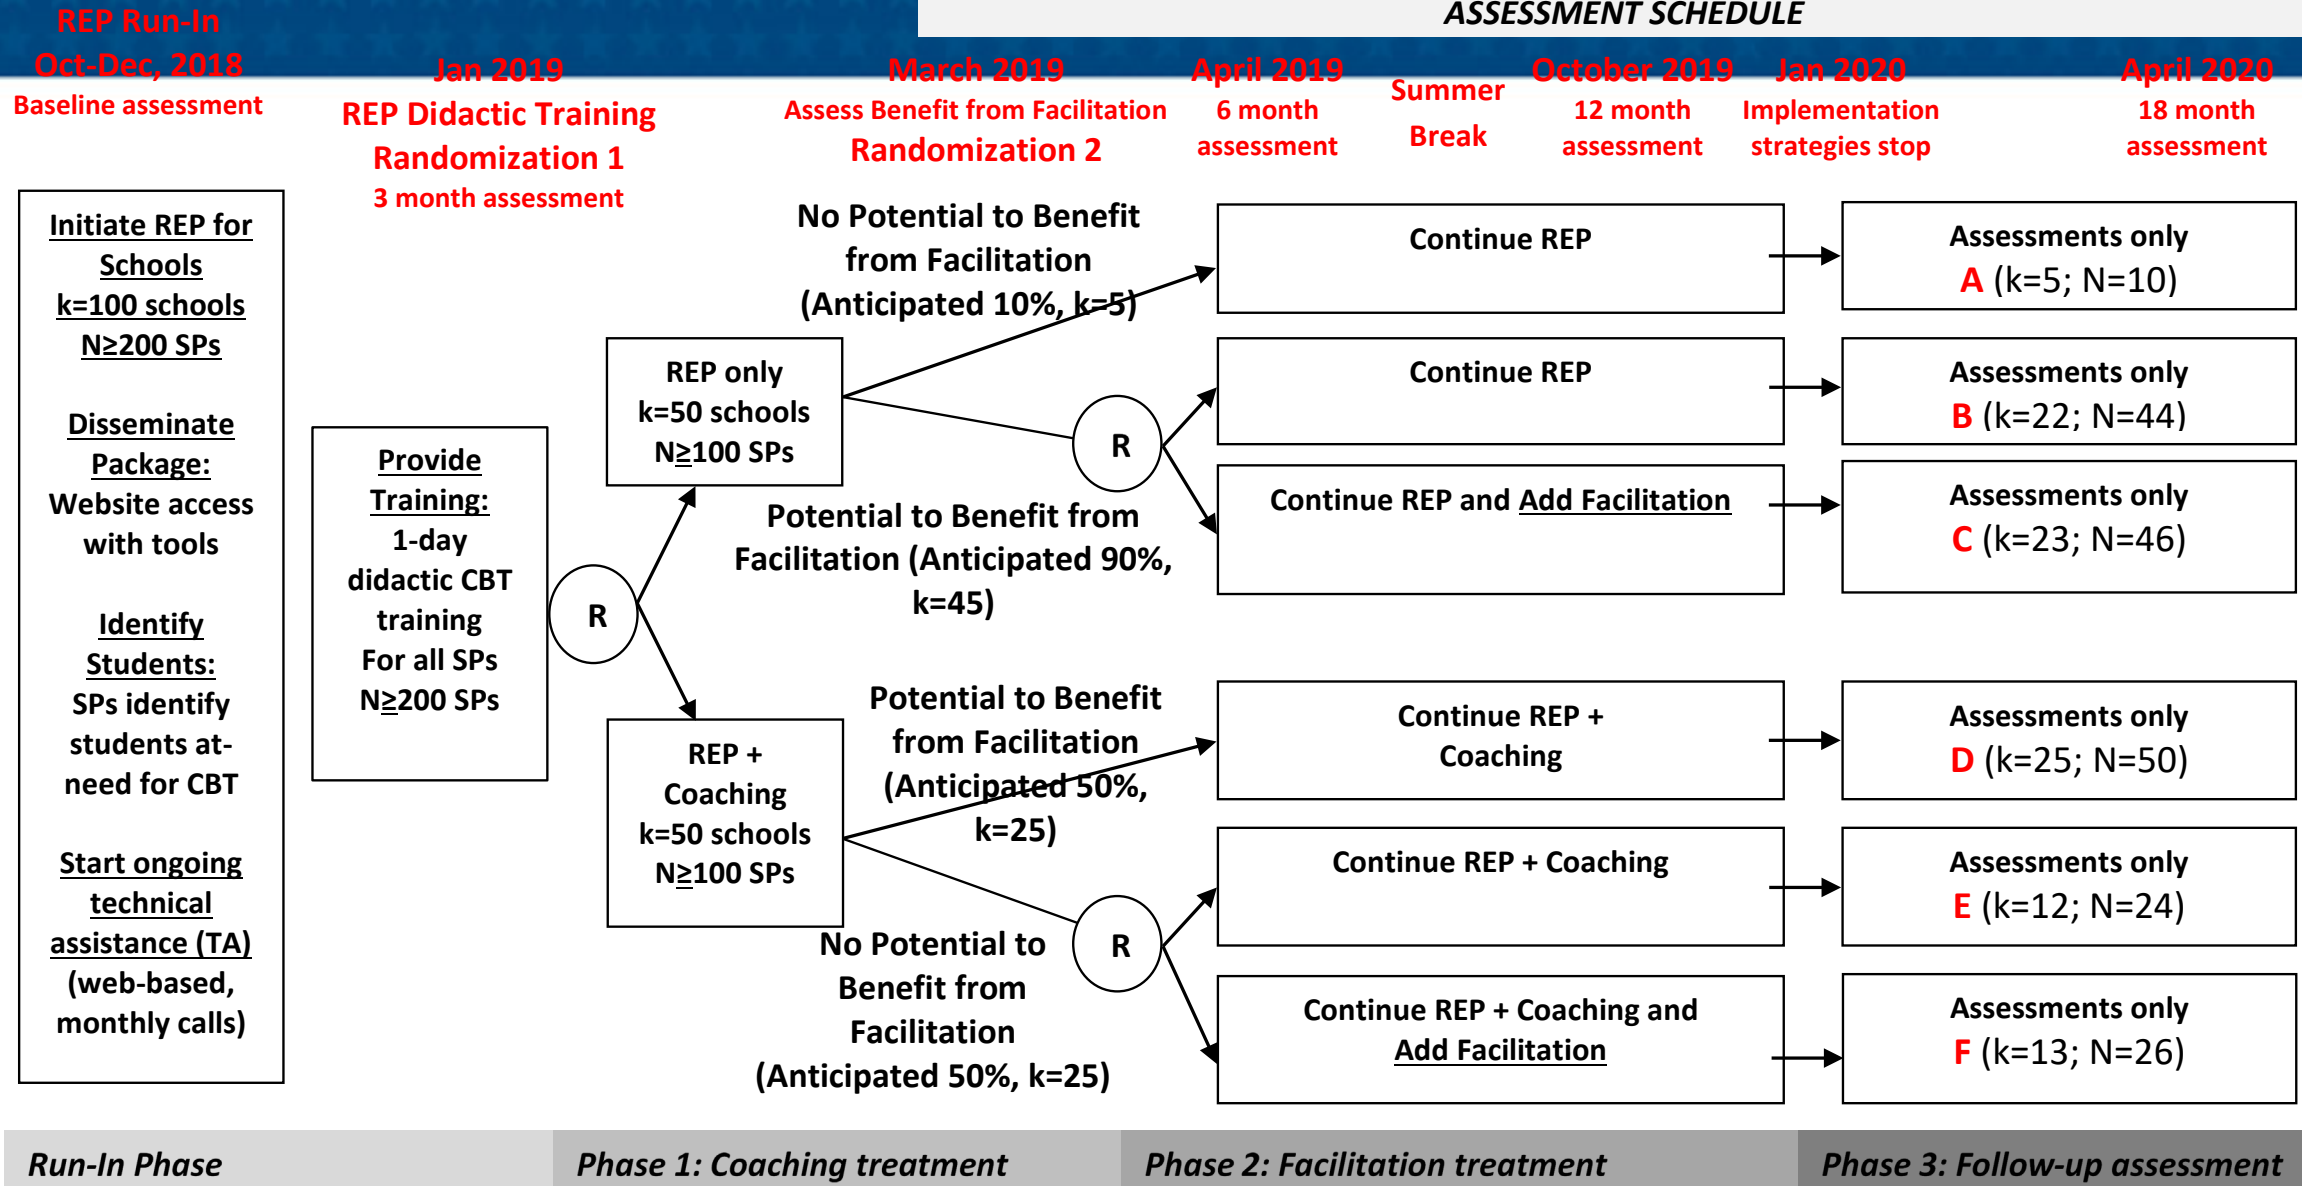 ASSESSMENT SCHEDULE
REP Run-In
Oct-Dec, 2018
Baseline assessment
Jan 2019
REP Didactic Training
Randomization 1
3 month assessment
March 2019
Assess Benefit from Facilitation
Randomization 2
April 2019
6 month
assessment
Summer
Break
October 2019
12 month
assessment
Jan 2020
Implementation
strategies stop
April 2020
18 month
assessment
Initiate REP for
Schools
k=100 schools
N≥200 SPs
Disseminate
Package:
Website access
with tools
Identify
Students:
SPs identify
students at-
need for CBT
Start ongoing
technical
assistance (TA)
(web-based,
monthly calls)
Provide
Training:
1-day
didactic CBT
training
For all SPs
N≥200 SPs
R
REP only
k=50 schools
N≥100 SPs
REP +
Coaching
k=50 schools
N≥100 SPs
No Potential to Benefit
from Facilitation
(Anticipated 10%, k=5)
R
Potential to Benefit from
Facilitation (Anticipated 90%,
k=45)
Potential to Benefit
from Facilitation
(Anticipated 50%,
k=25)
R
No Potential to
Benefit from
Facilitation
(Anticipated 50%, k=25)
Continue REP
Assessments only
A (k=5; N=10)
Continue REP
Assessments only
B (k=22; N=44)
Continue REP and Add Facilitation
Assessments only
C (k=23; N=46)
Continue REP +
Coaching
Assessments only
D (k=25; N=50)
Continue REP + Coaching
Assessments only
E (k=12; N=24)
Continue REP + Coaching and
Add Facilitation
Assessments only
F (k=13; N=26)
Run-In Phase
Phase 1: Coaching treatment
Phase 2: Facilitation treatment
Phase 3: Follow-up assessment